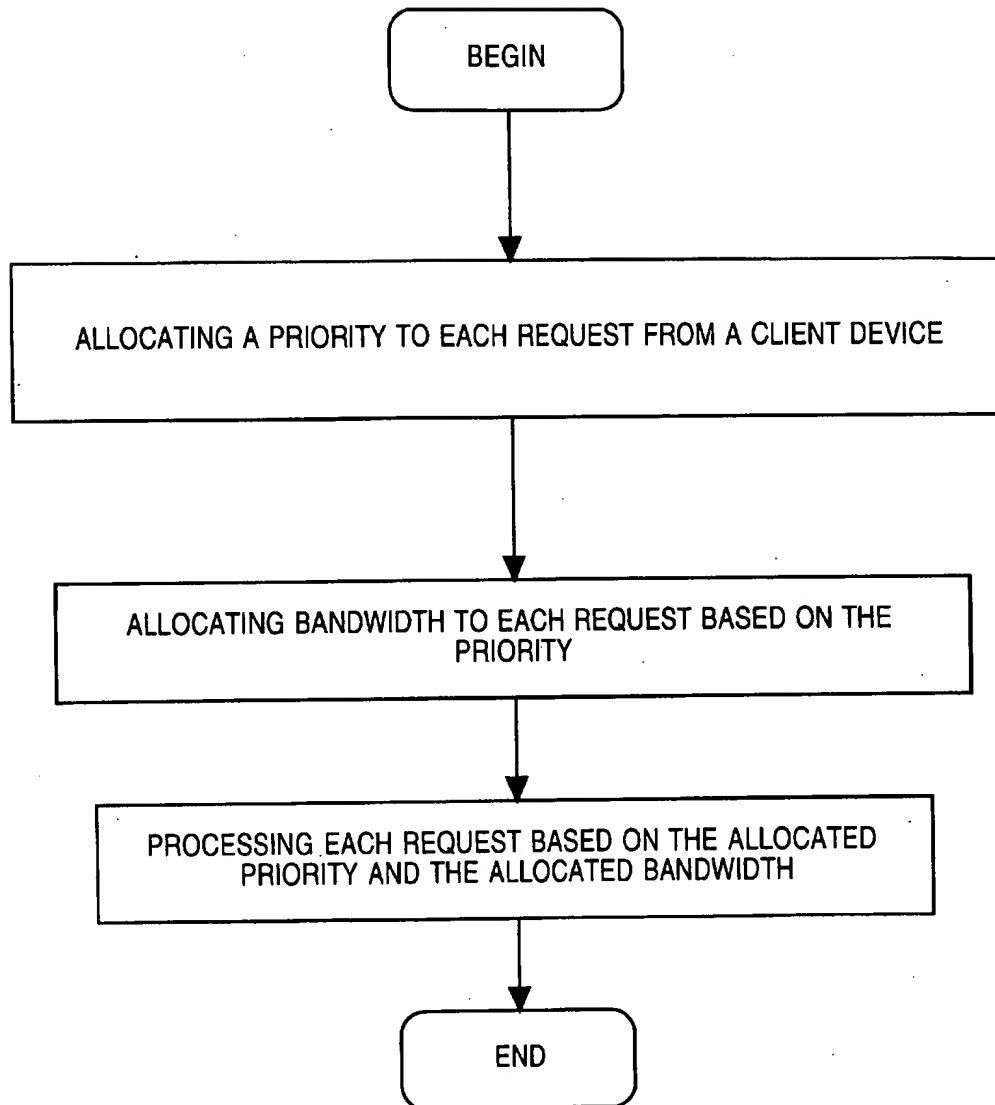 BEGIN
ALLOCATING A PRIORITY TO EACH REQUEST FROM A CLIENT DEVICE
ALLOCATING BANDWIDTH TO EACH REQUEST BASED ON THE
PRIORITY
PROCESSING EACH REQUEST BASED ON THE ALLOCATED
PRIORITY AND THE ALLOCATED BANDWIDTH
END